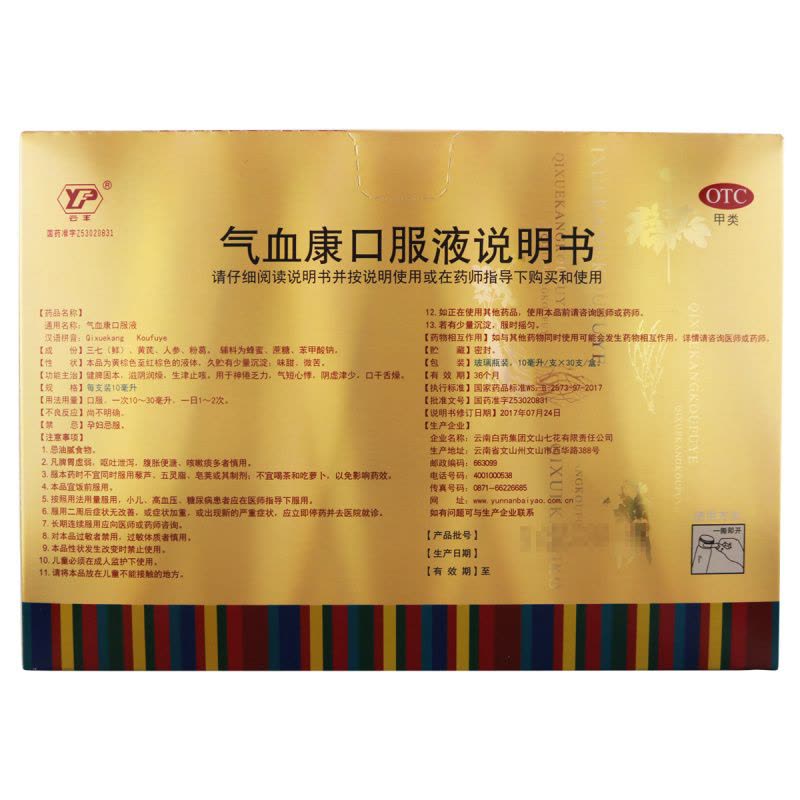 YP
®
云丰
国药准字Z53020831
OTC
甲类
气血康口服液说明书
请仔细阅读说明书并按说明使用或在药师指导下购买和使用
【药品名称】
通用名称：气血康口服液
汉语拼音：Qixuekang Koufuye
【成 份】三七（鲜）、黄芪、人参、粉葛。 辅料为蜂蜜、蔗糖、苯甲酸钠。
【性 状】本品为黄棕色至红棕色的液体，久贮有少量沉淀；味甜、微苦。
【功能主治】健脾固本，滋阴润燥，生津止咳。用于神倦乏力，气短心悸，阴虚津少，口干舌燥。
【规 格】每支装10毫升
【用法用量】口服，一次10～30毫升，一日1～2次。
【不良反应】尚不明确。
【禁 忌】孕妇忌服。
【注意事项】
1. 忌油腻食物。
2. 凡脾胃虚弱，呕吐泄泻，腹胀便溏、咳嗽痰多者慎用。
3. 服本药时不宜同时服用藜芦、五灵脂、皂荚或其制剂；不宜喝茶和吃萝卜，以免影响药效。
4. 本品宜饭前服用。
5. 按照用法用量服用，小儿、高血压、糖尿病患者应在医师指导下服用。
6. 服用二周后症状无改善，或症状加重，或出现新的严重症状，应立即停药并去医院就诊。
7. 长期连续服用应向医师或药师咨询。
8. 对本品过敏者禁用，过敏体质者慎用。
9. 本品性状发生改变时禁止使用。
10. 儿童必须在成人监护下使用。
11. 请将本品放在儿童不能接触的地方。
12. 如正在使用其他药品，使用本品前请咨询医师或药师。
13. 若有少量沉淀，服时摇匀。
【药物相互作用】如与其他药物同时使用可能会发生药物相互作用，详情请咨询医师或药师。
【贮 藏】密封。
【包 装】玻璃瓶装，10毫升/支×30支/盒。
【有 效 期】36个月
【执行标准】国家药品标准WS-B-2573-97-2017
【批准文号】国药准字Z53020831
【说明书修订日期】2017年07月24日
【生产企业】
企业名称：云南白药集团文山七花有限责任公司
生产地址：云南省文山州文山市西华路388号
邮政编码：663099
电话号码：4001000538
传真号码：0871—66226685
网 址：www.yunnanbaiyao.com.cn
如有问题可与生产企业联系
【产品批号】
【生产日期】
【有 效 期】至
一撕即开
QIXUEKANGKOUFUYE